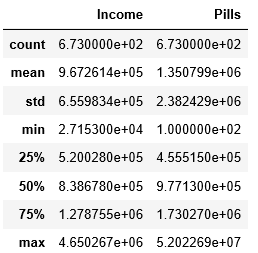 Income Pills
count 6.730000e+02 6.730000e+02
mean 9.672614e+05 1.350799e+06
std 6.559834e+05 2.382429e+06
min 2.715300e+04 1.000000e+02
25% 5.200280e+05 4.555150e+05
50% 8.386780e+05 9.771300e+05
75% 1.278755e+06 1.730270e+06
max 4.650267e+06 5.202269e+07